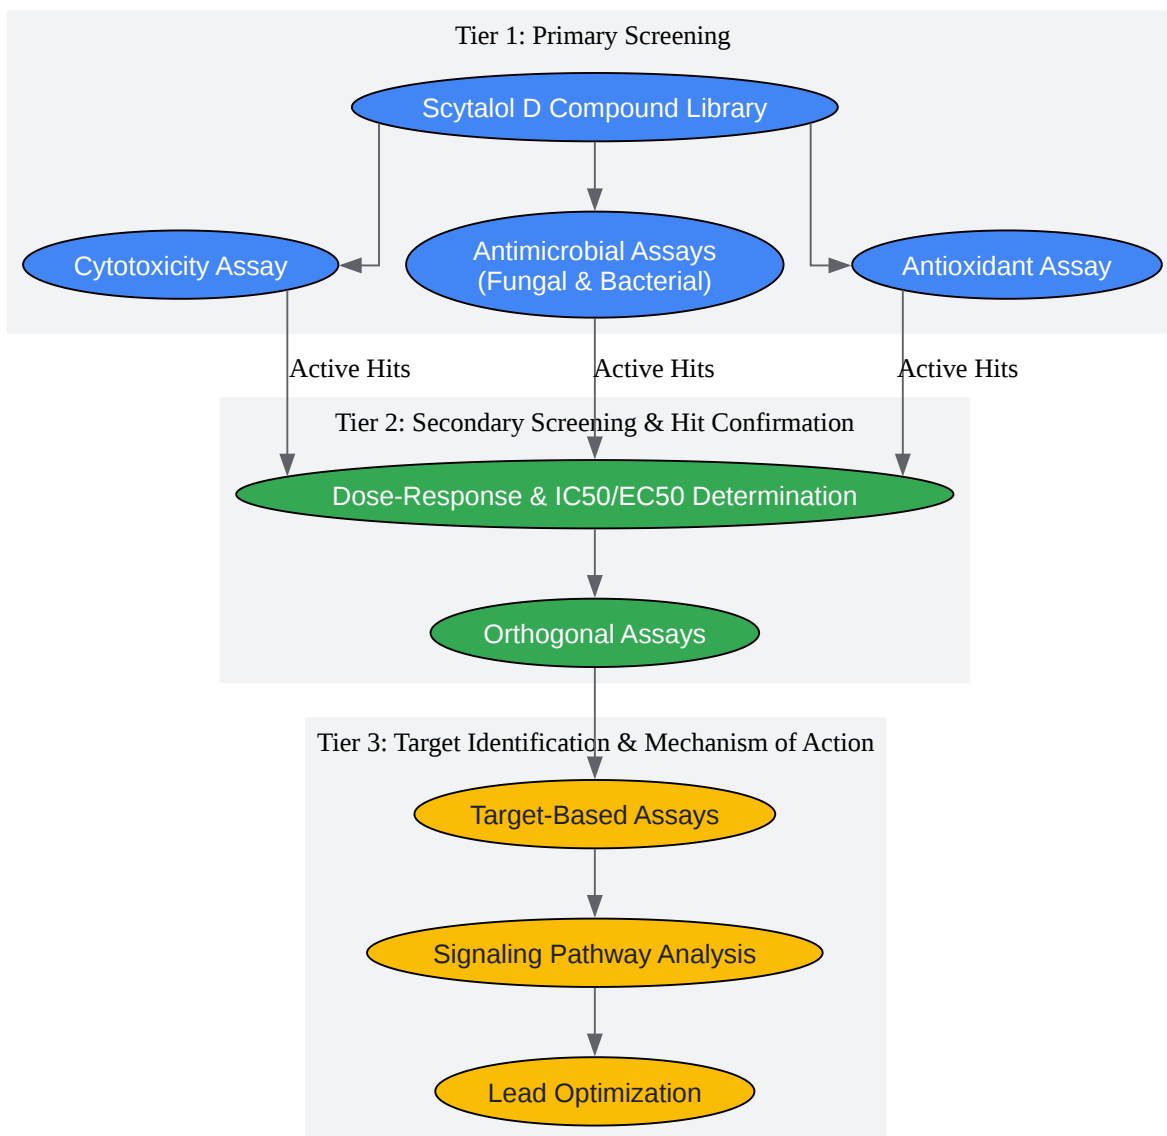 Tier 1: Primary Screening
Scytalol D Compound Library
Cytotoxicity Assay
Antimicrobial Assays
(Fungal & Bacterial)
Antioxidant Assay
Active Hits
Active Hits
Active Hits
Tier 2: Secondary Screening & Hit Confirmation
Dose-Response & IC50/EC50 Determination
Orthogonal Assays
Tier 3: Target Identification & Mechanism of Action
Target-Based Assays
Signaling Pathway Analysis
Lead Optimization